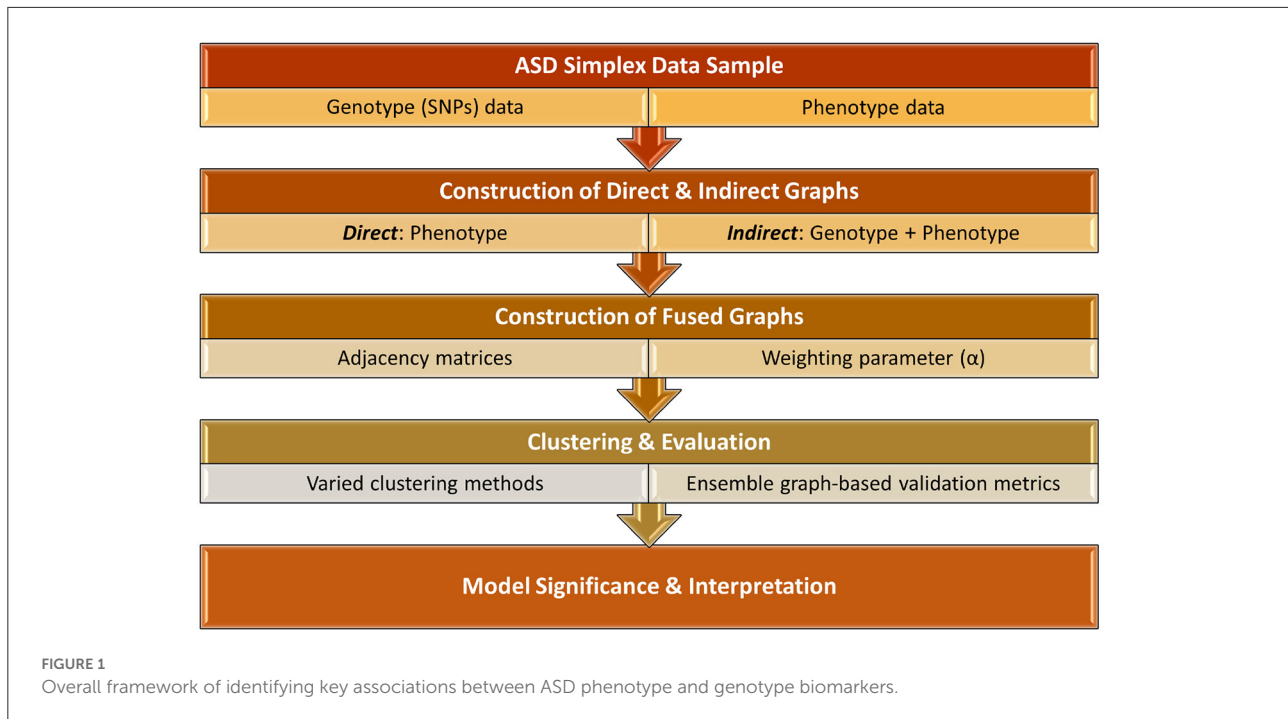 ASD Simplex Data Sample
Genotype (SNPs) data
Phenotype data
Construction of Direct & Indirect Graphs
Direct: Phenotype
Indirect: Genotype + Phenotype
Construction of Fused Graphs
Adjacency matrices
Weighting parameter (α)
Clustering & Evaluation
Varied clustering methods
Ensemble graph-based validation metrics
Model Significance & Interpretation
FIGURE 1
Overall framework of identifying key associations between ASD phenotype and genotype biomarkers.